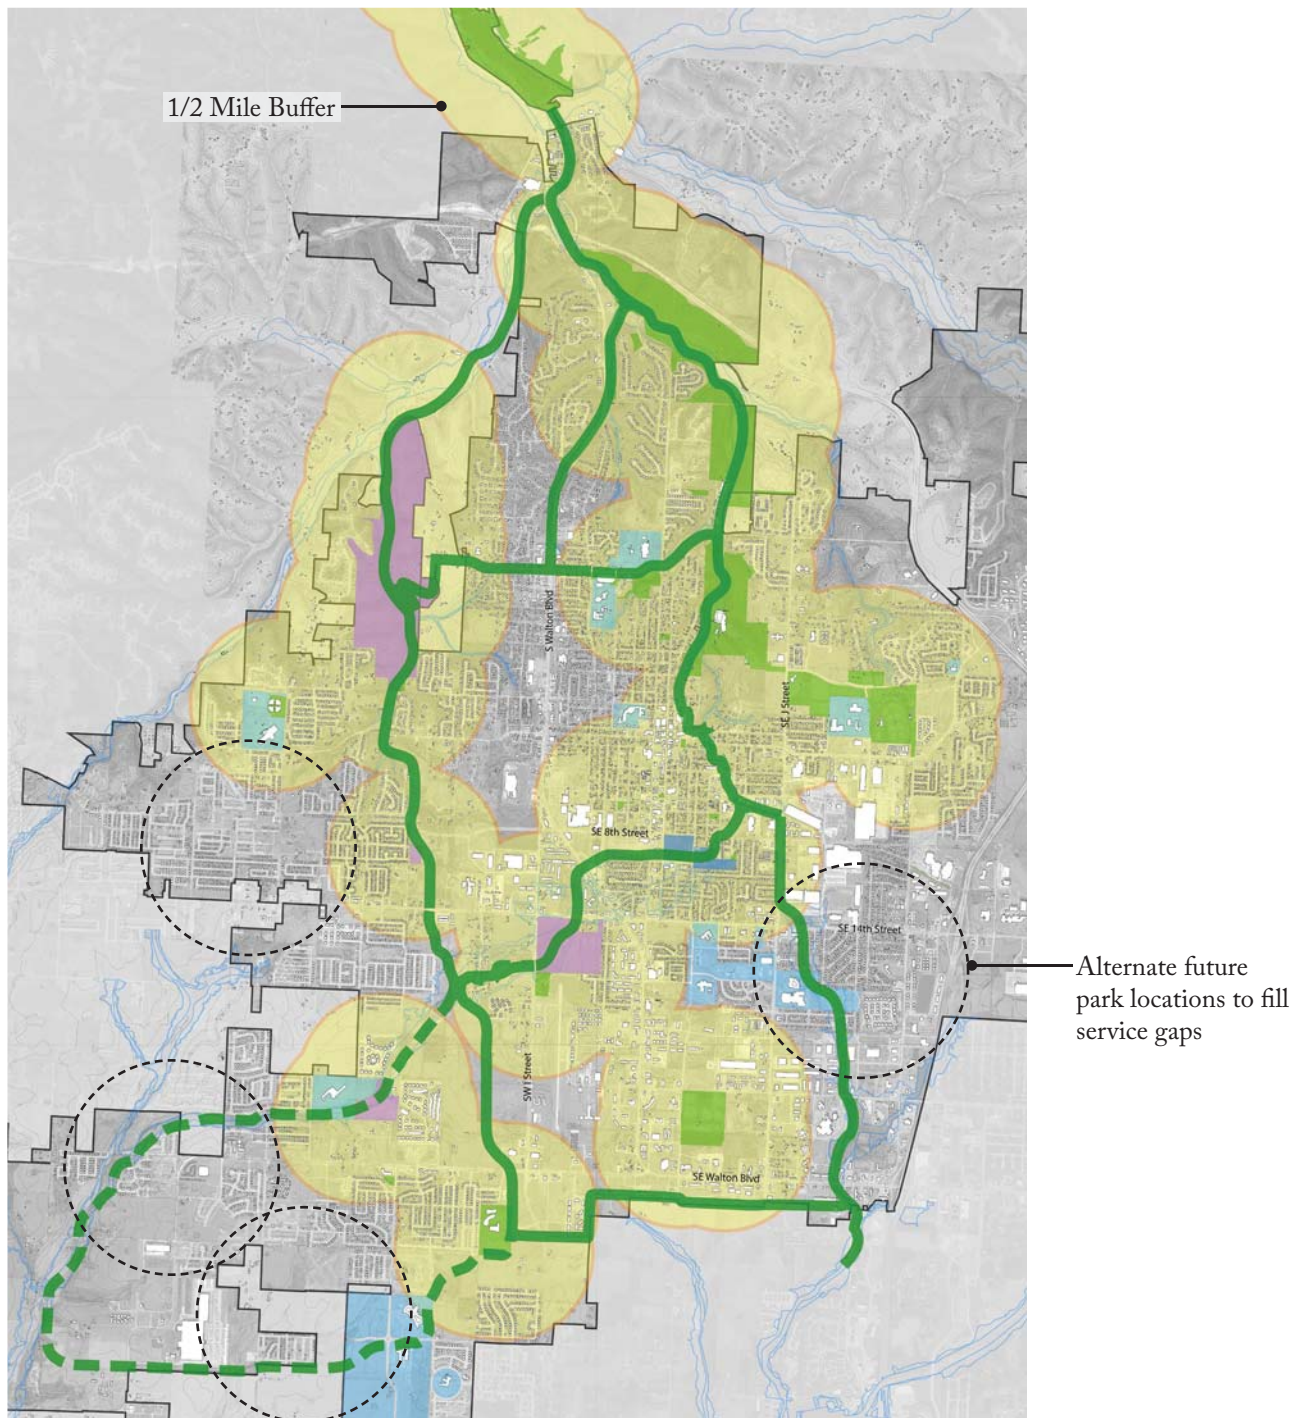 1/2 Mile Buffer
S Walton Blvd
SE J Street
SE 8th Street
SE 14th Street
Alternate future
park locations to fill
service gaps
SW I Street
SE Walton Blvd